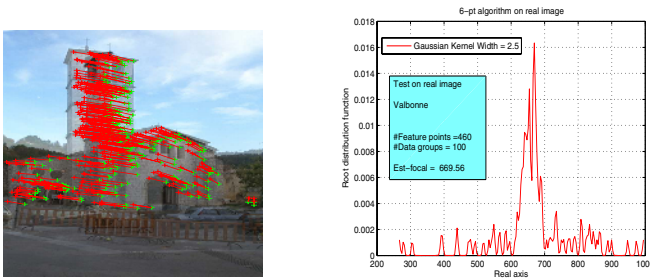 6-pt algorithm on real image
0.018
0.016
0.014
0.012
0.01
0.008
0.006
0.004
0.002
0
Root distribution function
Gaussian Kernel Width = 2.5
Test on real image
Valbonne
#Feature points =460
#Data groups = 100
Est-focal = 669.56
200 300 400 500 600 700 800 900 1000
Real axis